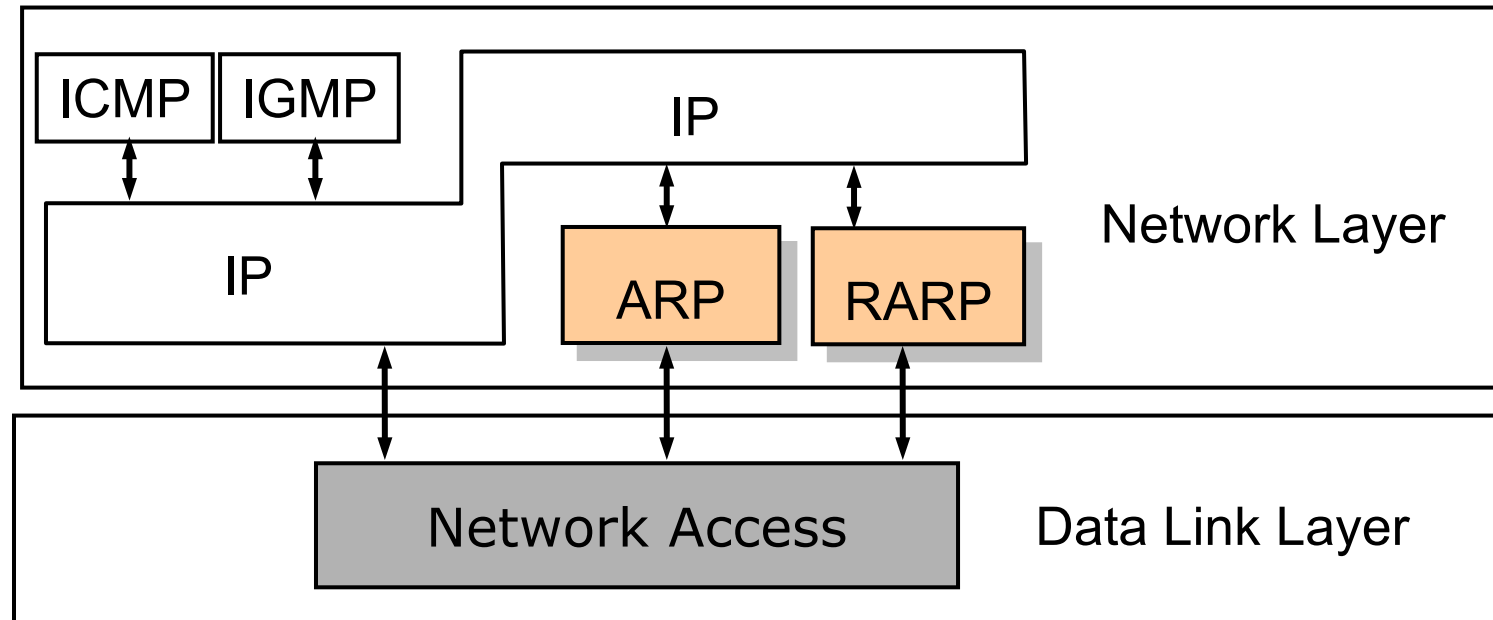 ICMP
IGMP
IP
Network Layer
IP
ARP
RARP
Network Access
Data Link Layer